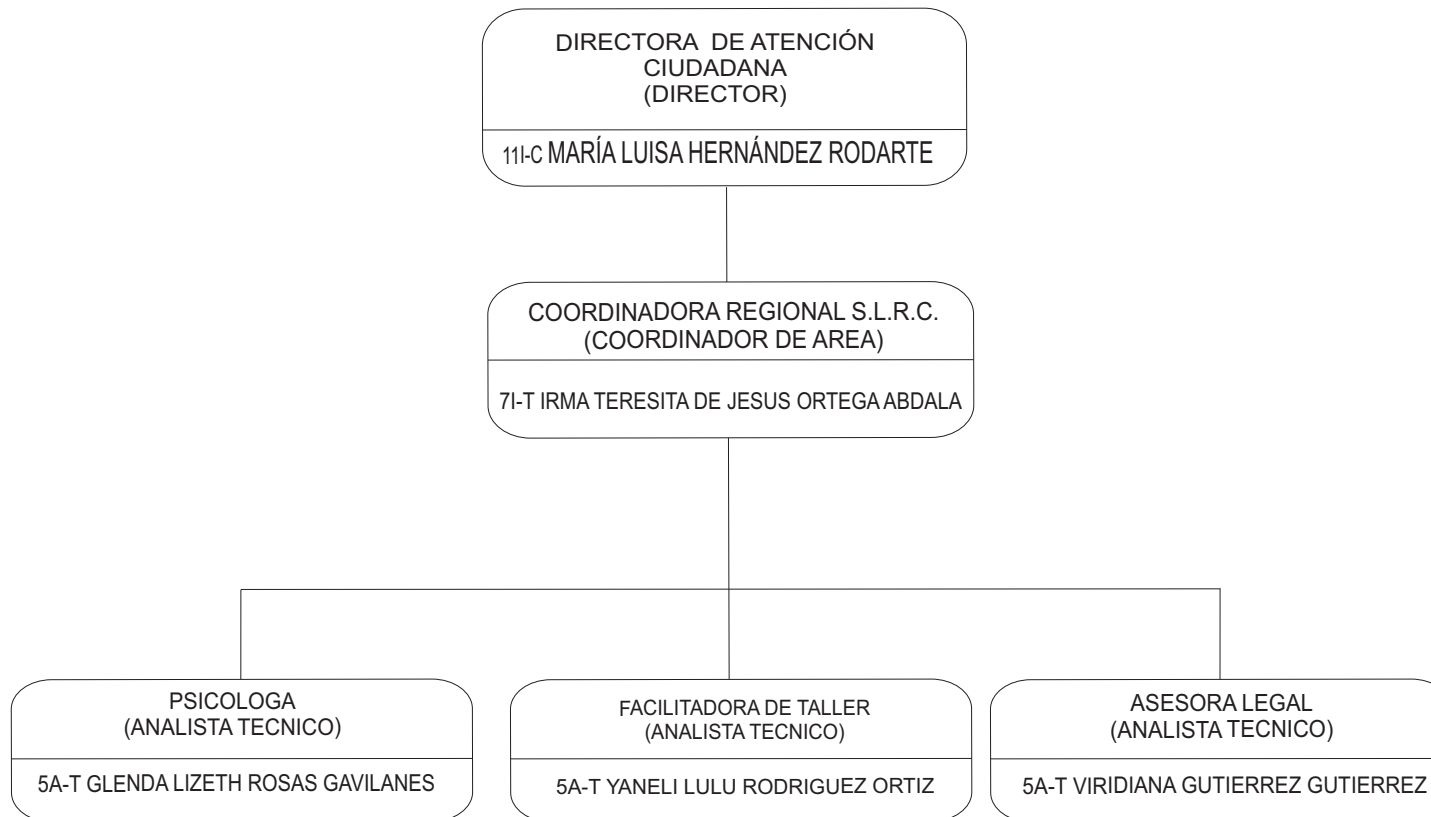 DIRECTORA DE ATENCIÓN
CIUDADANA
(DIRECTOR)
11I-C MARÍA LUISA HERNÁNDEZ RODARTE
COORDINADORA REGIONAL S.L.R.C.
(COORDINADOR DE AREA)
7I-T IRMA TERESITA DE JESUS ORTEGA ABDALA
PSICOLOGA
(ANALISTA TECNICO)
5A-T GLENDA LIZETH ROSAS GAVILANES
FACILITADORA DE TALLER
(ANALISTA TECNICO)
5A-T YANELI LULU RODRIGUEZ ORTIZ
ASESORA LEGAL
(ANALISTA TECNICO)
5A-T VIRIDIANA GUTIERREZ GUTIERREZ